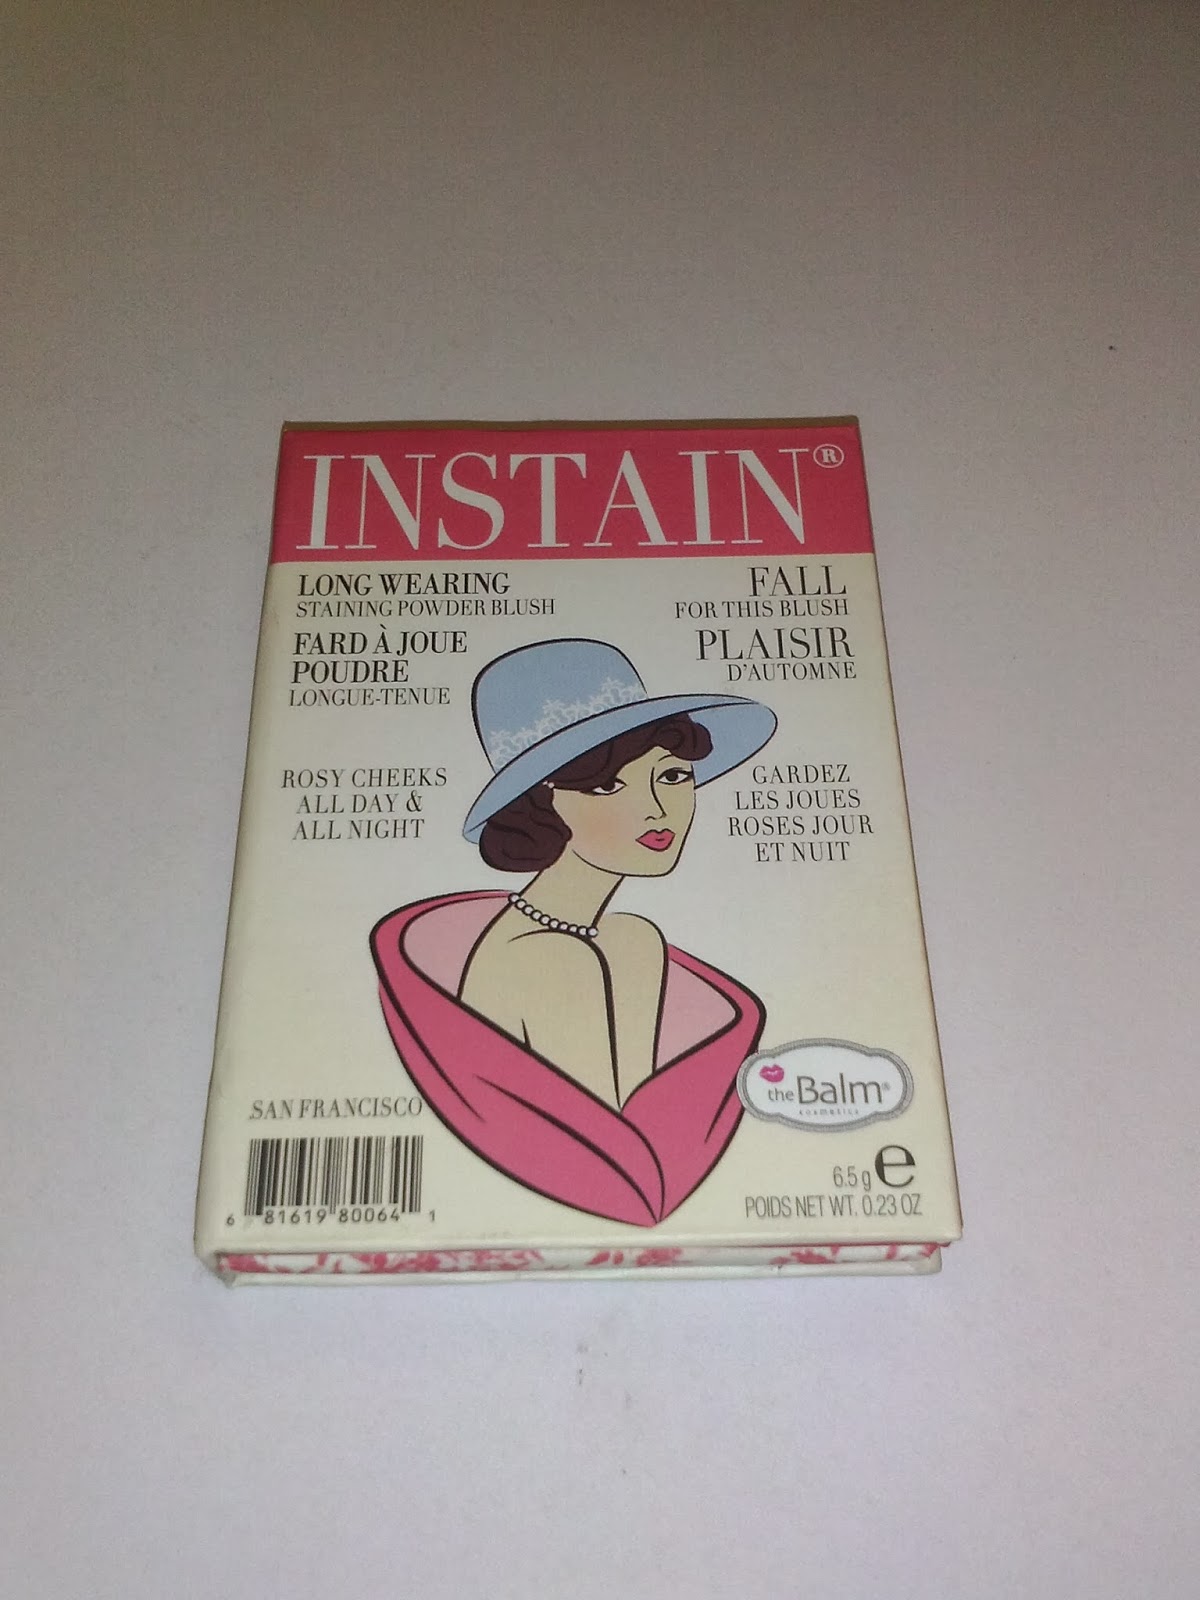 INSTAIN®
LONG WEARING
STAINING POWDER BLUSH
FARD À JOUE
POUDRE
LONGUE-TENUE
FALL
FOR THIS BLUSH
PLAISIR
D'AUTOMNE
ROSY CHEEKS
ALL DAY &
ALL NIGHT
GARDEZ
LES JOUES
ROSES JOUR
ET NUIT
SAN FRANCISCO
6 81619 80064 1
theBalm®
cosmetics
6.5 g e
POIDS NET WT. 0.23 OZ